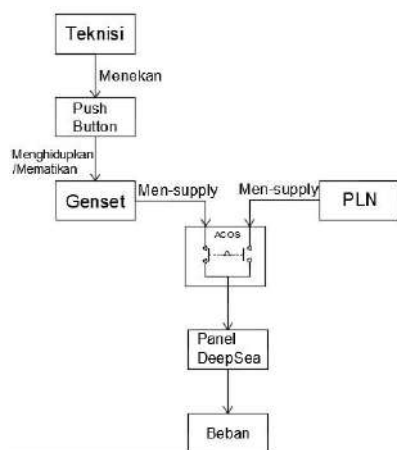 Teknisi
Menekan
Push
Button
Menghidupkan
/Mematikan
Genset
Men-supply
Men-supply
PLN
ACOS
Panel
DeepSea
Beban